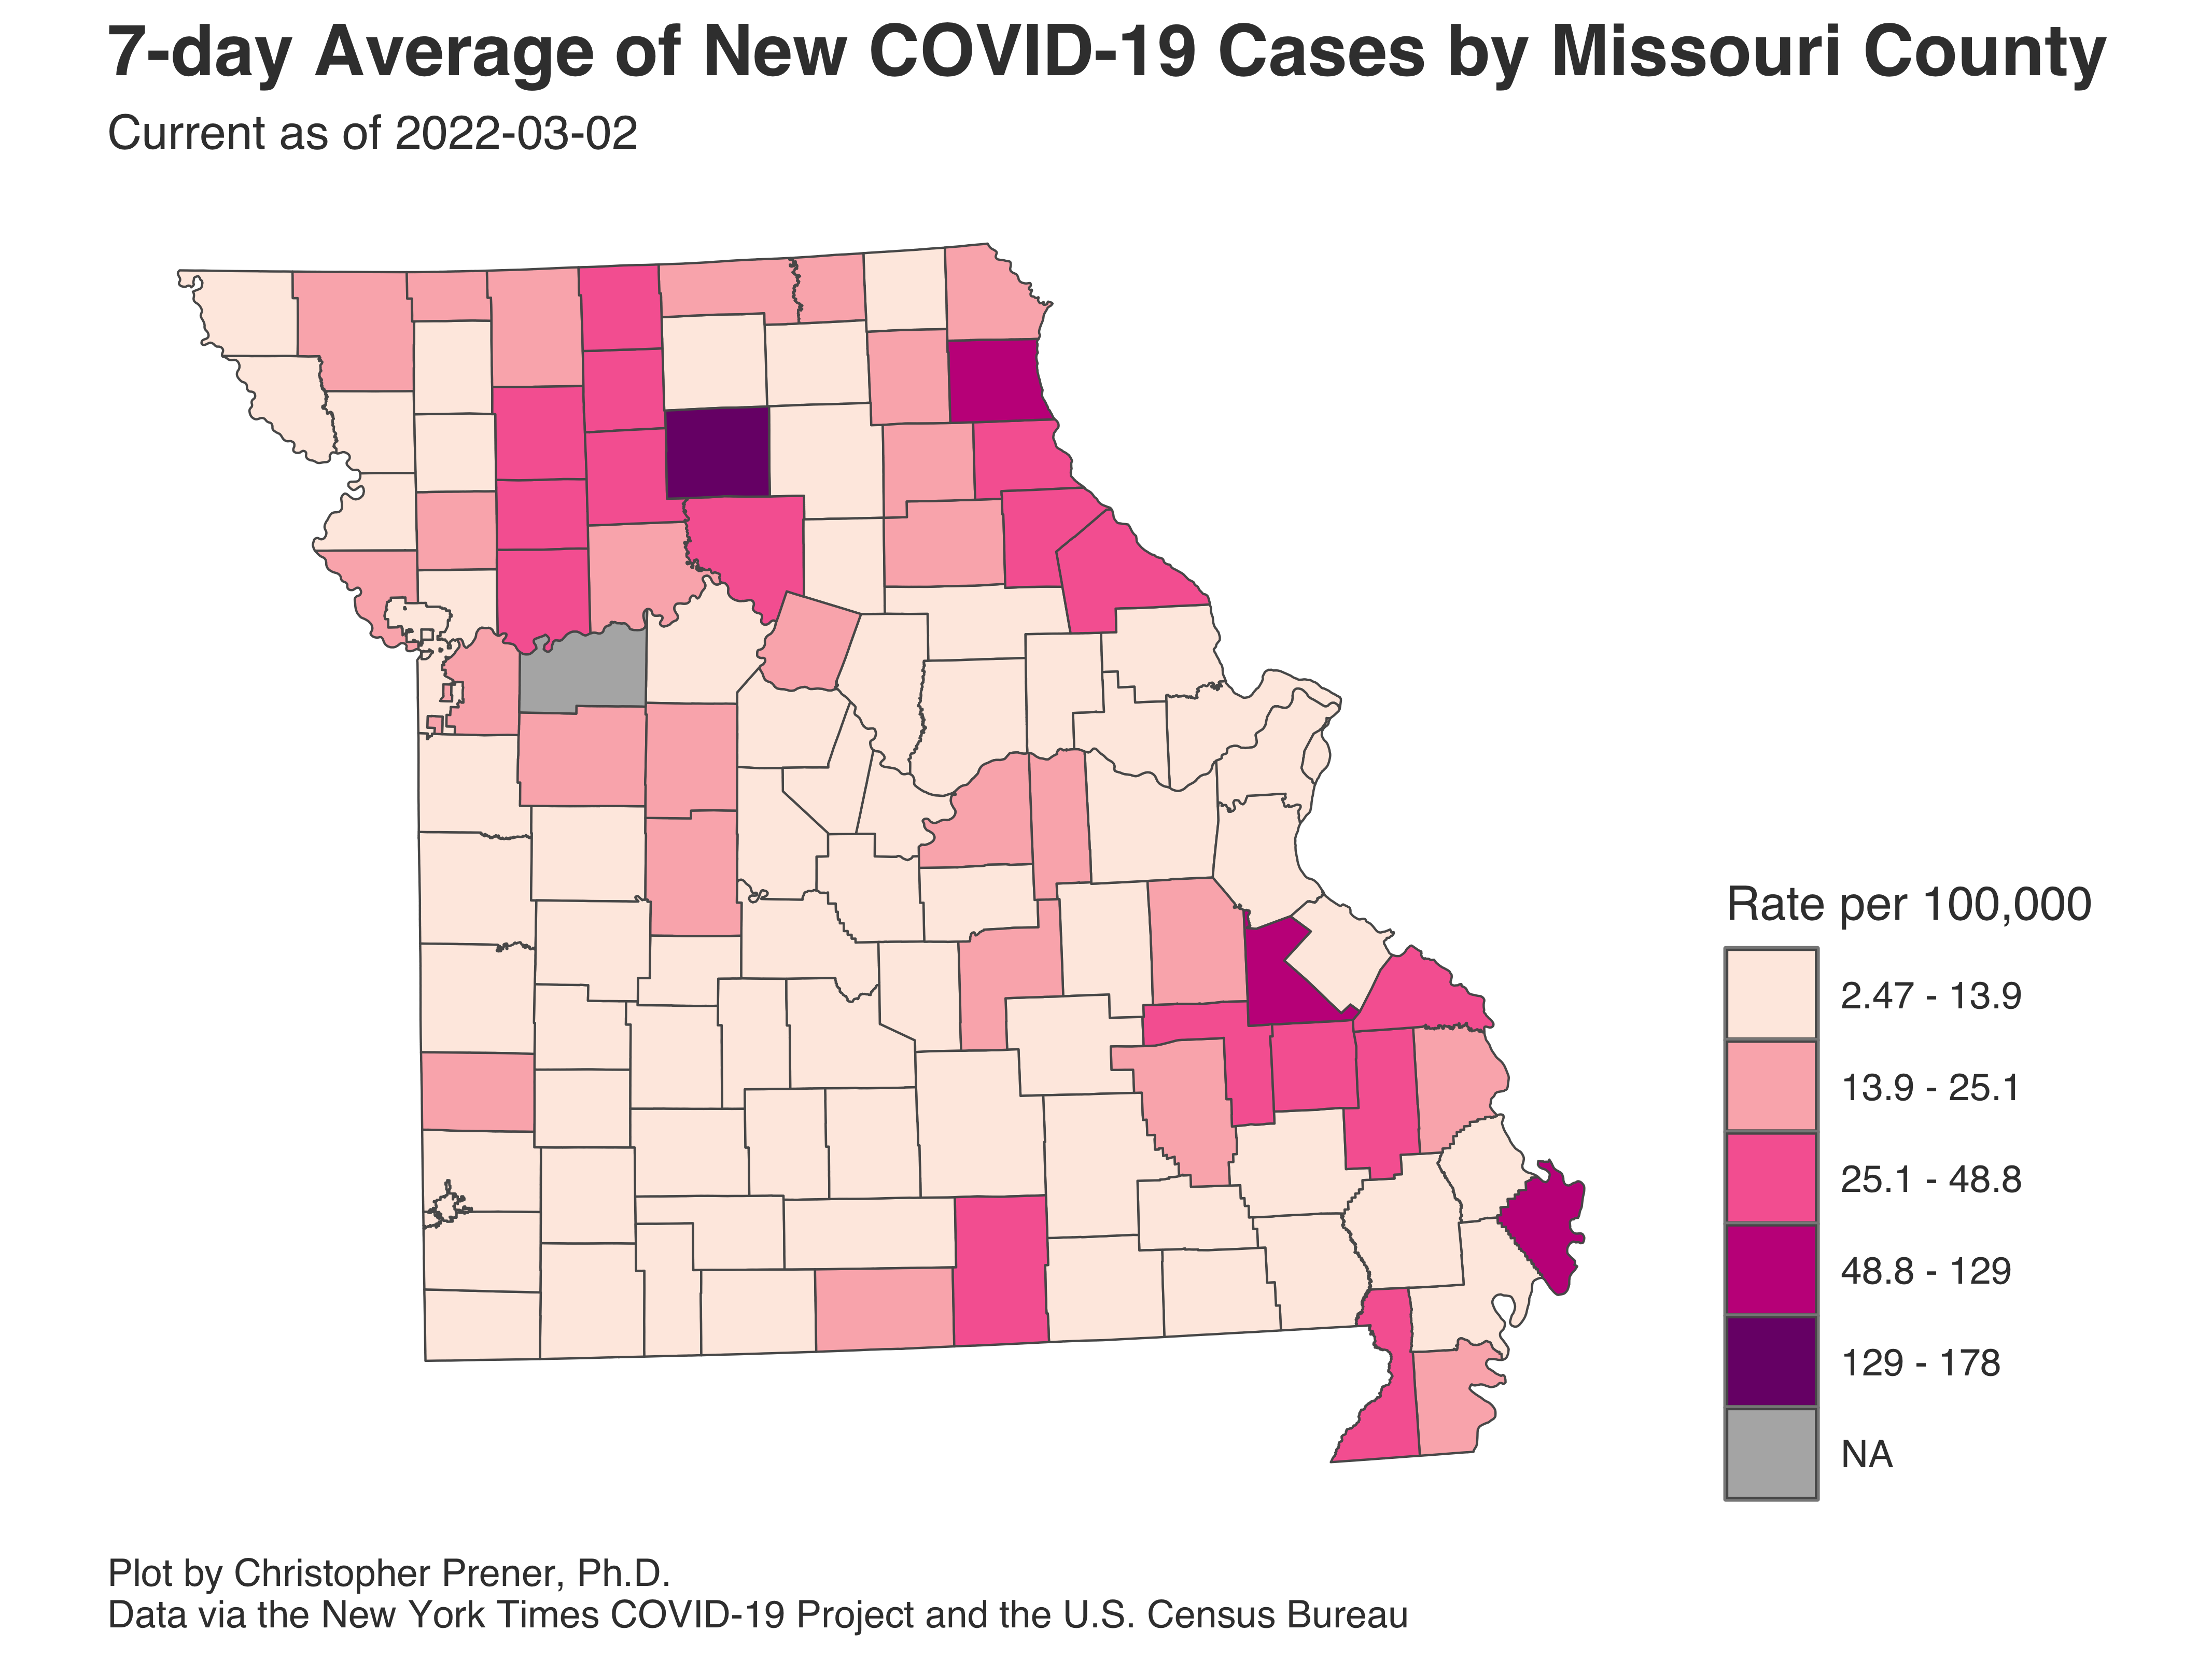 7-day Average of New COVID-19 Cases by Missouri County
Current as of 2022-03-02
Rate per 100,000
2.47 - 13.9
13.9 - 25.1
25.1 - 48.8
48.8 - 129
129 - 178
NA
Plot by Christopher Prener, Ph.D.
Data via the New York Times COVID-19 Project and the U.S. Census Bureau